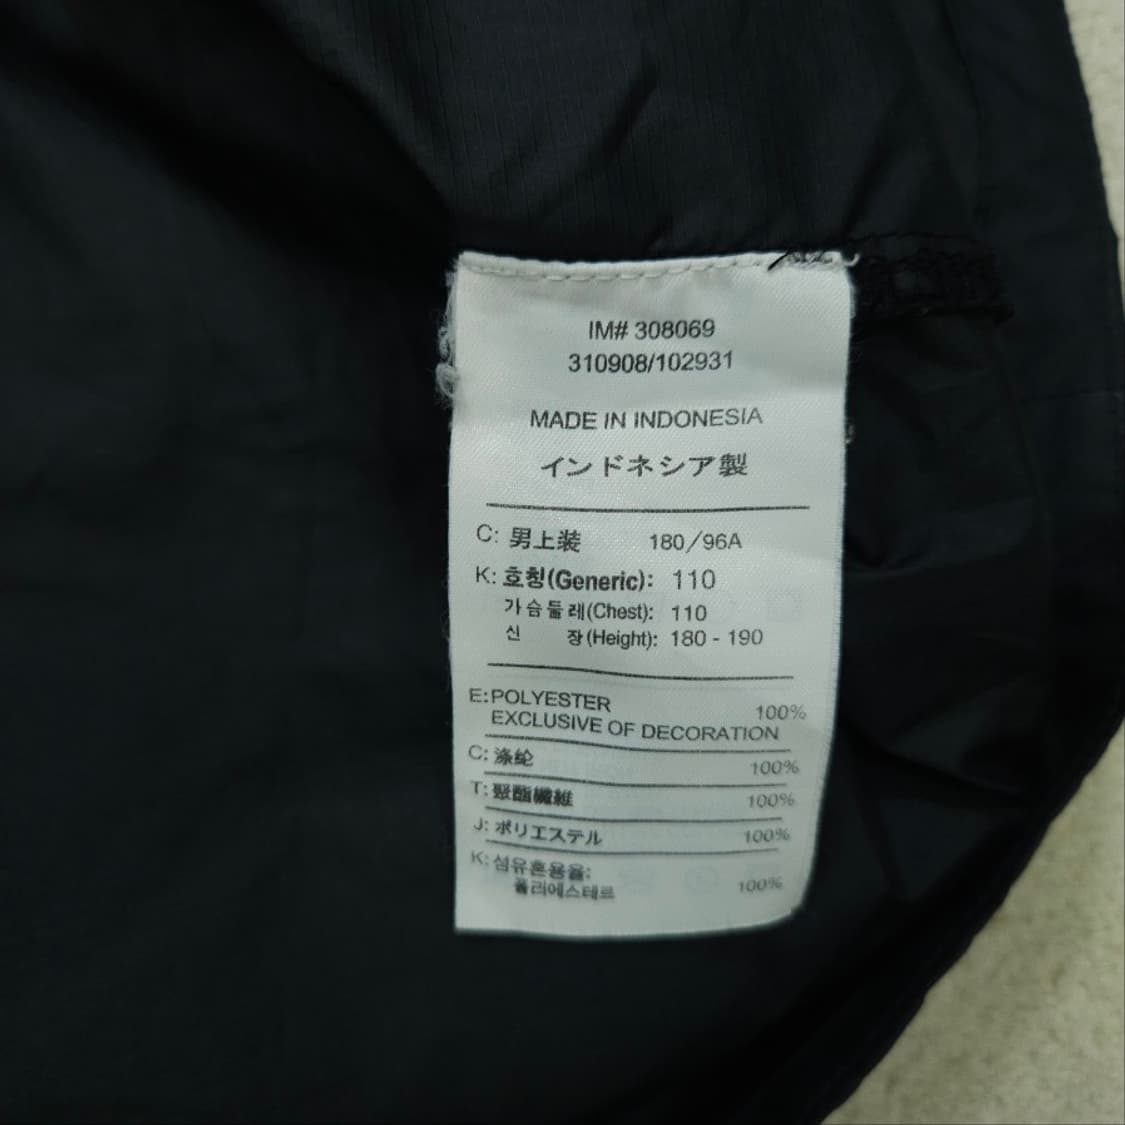 IM# 308069
310908/102931
MADE IN INDONESIA
インドネシア製
C: 男上装 180/96A
K: 호칭(Generic): 110
가슴둘레(Chest): 110
신 장(Height): 180 - 190
E:POLYESTER 100%
EXCLUSIVE OF DECORATION
C: 涤纶 100%
T: 聚酯纖維 100%
J: ポリエステル 100%
K: 섬유혼용율:
폴리에스테르 100%